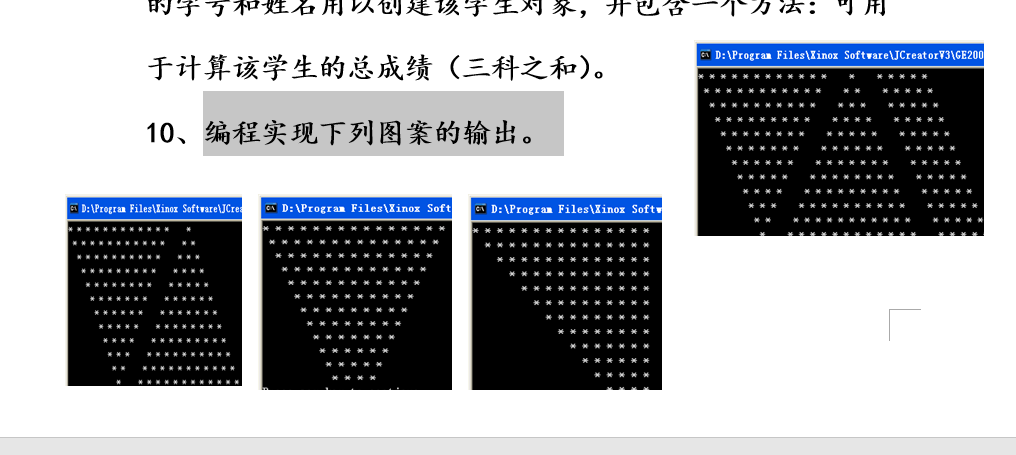 的学号和姓名用以创建该学生对象，并包含一个方法：可用
于计算该学生的总成绩（三科之和）。
10、编程实现下列图案的输出。
D:\Program Files\Xinox Software\JCreatorV3\GE200
D:\Program Files\Xinox Software\JCre
D:\Program Files\Xinox Soft
D:\Program Files\Xinox Softw